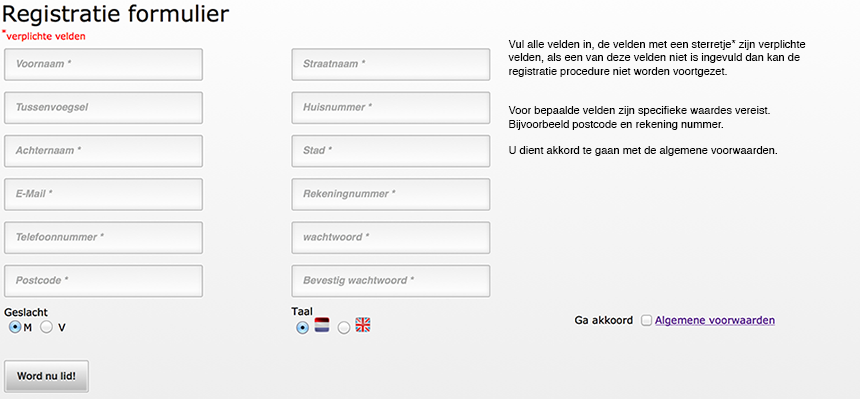 Registratie formulier
*verplichte velden
Voornaam *
Straatnaam *
Tussenvoegsel
Huisnummer *
Achternaam *
Stad *
E-Mail *
Rekeningnummer *
Telefoonnummer *
wachtwoord *
Postcode *
Bevestig wachtwoord *
Geslacht
M V
Taal
Vul alle velden in, de velden met een sterretje* zijn verplichte
velden, als een van deze velden niet is ingevuld dan kan de
registratie procedure niet worden voortgezet.
Voor bepaalde velden zijn specifieke waardes vereist.
Bijvoorbeeld postcode en rekening nummer.
U dient akkord te gaan met de algemene voorwaarden.
Ga akkoord Algemene voorwaarden
Word nu lid!